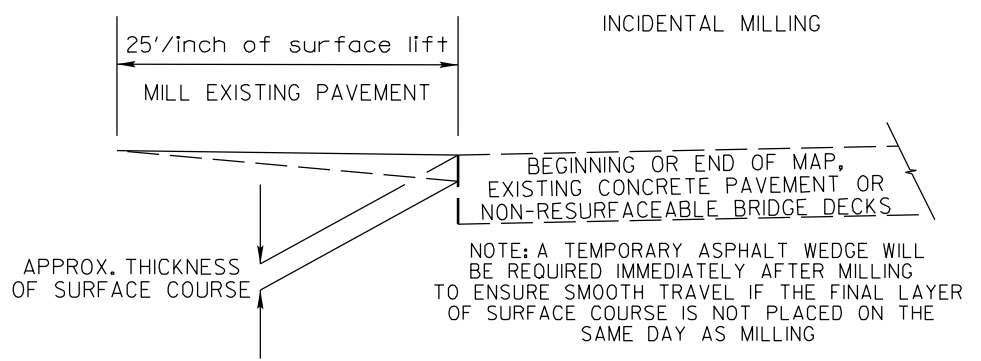 INCIDENTAL MILLING
25'/inch of surface lift
MILL EXISTING PAVEMENT
BEGINNING OR END OF MAP,
EXISTING CONCRETE PAVEMENT OR
NON-RESURFACEABLE BRIDGE DECKS
APPROX. THICKNESS
OF SURFACE COURSE
NOTE: A TEMPORARY ASPHALT WEDGE WILL
BE REQUIRED IMMEDIATELY AFTER MILLING
TO ENSURE SMOOTH TRAVEL IF THE FINAL LAYER
OF SURFACE COURSE IS NOT PLACED ON THE
SAME DAY AS MILLING